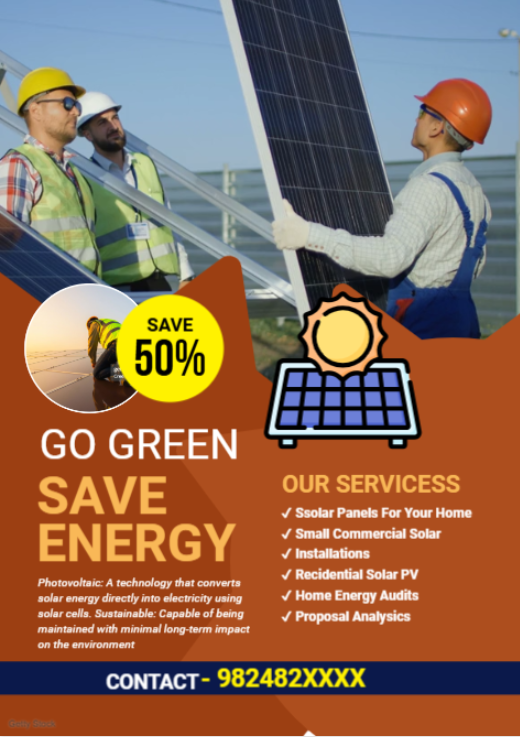 SAVE
50%
GO GREEN
SAVE
ENERGY
Photovoltaic: A technology that converts
solar energy directly into electricity using
solar cells. Sustainable: Capable of being
maintained with minimal long-term impact
on the environment
OUR SERVICESS
✓ Ssolar Panels For Your Home
✓ Small Commercial Solar
✓ Installations
✓ Recidential Solar PV
✓ Home Energy Audits
✓ Proposal Analysics
CONTACT - 982482XXXX